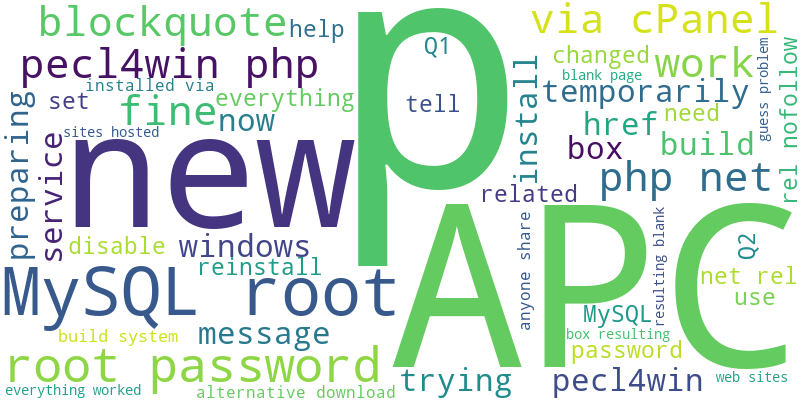 blockquote
help
p
Q1
via cPanel
pecl4win php
changed
work
blank page
guess problem
installed via
set
fine
everything
tell
install
temporarily
rel nofollow
preparing
now
href
need
sites hosted
service
new
box
build
php net
related
disable
windows
APC
anyone share
resulting blank
Q2
reinstall
net rel
MySQL root
use
MySQL
message
build system
box resulting
password
root password
trying
pecl4win
web sites
everything worked
alternative download